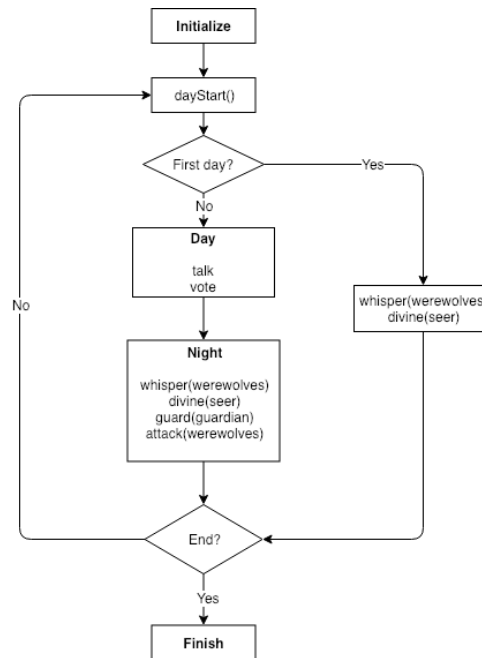 Initialize
dayStart()
First day?
Yes
No
Day
talk
vote
No
whisper(werewolves
divine(seer)
Night
whisper(werewolves)
divine(seer)
guard(guardian)
attack(werewolves)
End?
Yes
Finish